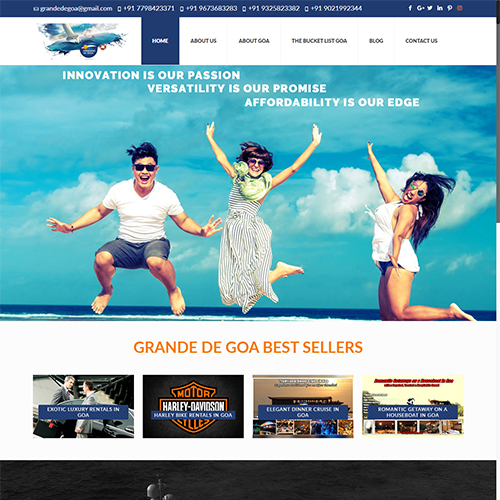 grandedegoa@gmail.com +91 7798423371 +91 9673683283 +91 9325823382 +91 9021992344
HOME ABOUT US ABOUT GOA THE BUCKET LIST GOA BLOG CONTACT US
INNOVATION IS OUR PASSION
VERSATILITY IS OUR PROMISE
AFFORDABILITY IS OUR EDGE
GRANDE DE GOA BEST SELLERS
EXOTIC LUXURY RENTALS IN GOA
MOTOR
HARLEY-DAVIDSON
CYCLES
HARLEY BIKE RENTALS IN GOA
ELEGANT DINNER CRUISE IN GOA
Romantic Getaways on a Houseboat in Goa
ROMANTIC GETAWAY ON A HOUSEBOAT IN GOA